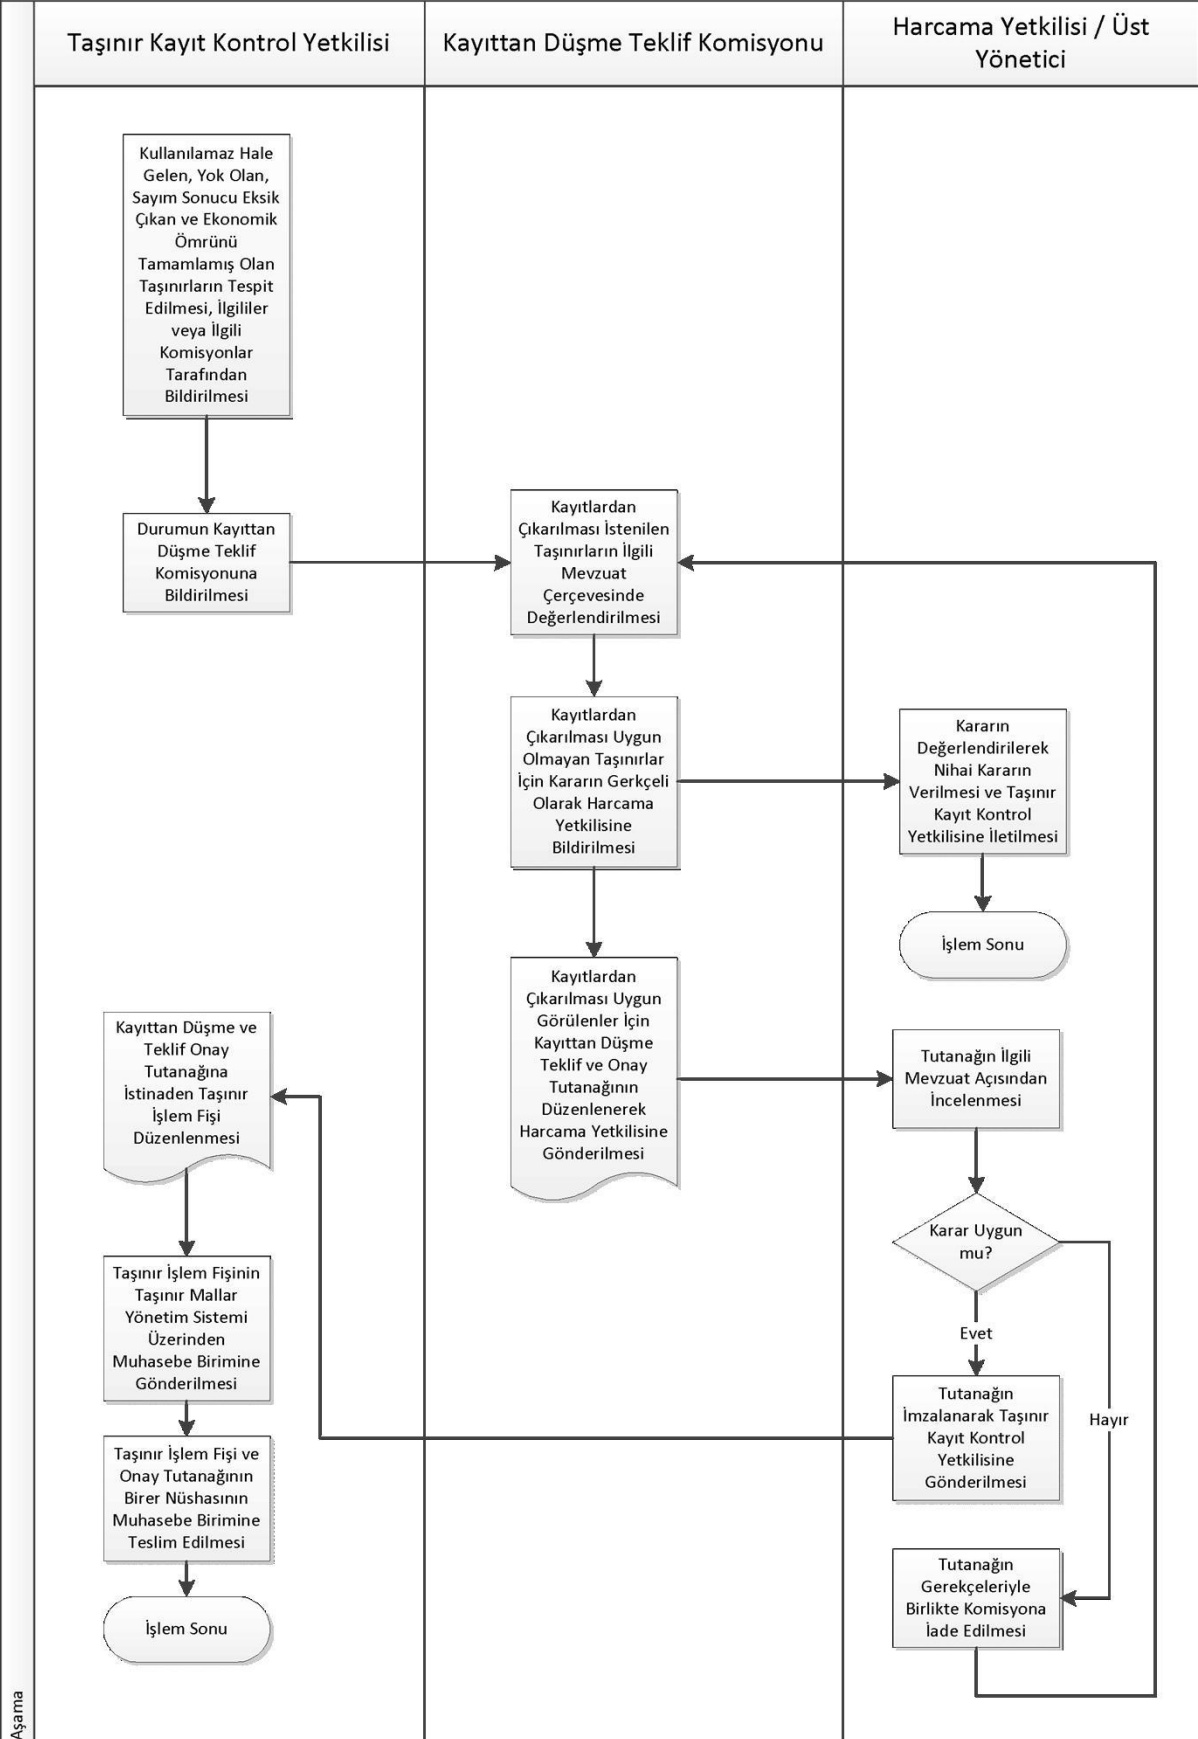 Taşınır Kayıt Kontrol Yetkilisi
Kayıttan Düşme Teklif Komisyonu
Harcama Yetkilisi / Üst
Yönetici
Kullanılamaz Hale
Gelen, Yok Olan,
Sayım Sonucu Eksik
Çıkan ve Ekonomik
Ömrünü
Tamamlamış Olan
Taşınırların Tespit
Edilmesi, İlgililer
veya İlgili
Komisyonlar
Tarafından
Bildirilmesi
Durumun Kayıttan
Düşme Teklif
Komisyonuna
Bildirilmesi
Kayıtlardan
Çıkarılması İstenilen
Taşınırların İlgili
Mevzuat
Çerçevesinde
Değerlendirilmesi
Kayıtlardan
Çıkarılması Uygun
Olmayan Taşınırlar
İçin Kararın Gerkçeli
Olarak Harcama
Yetkilisine
Bildirilmesi
Kararın
Değerlendirilerek
Nihai Kararın
Verilmesi ve Taşınır
Kayıt Kontrol
Yetkilisine İletilmesi
İşlem Sonu
Kayıtlardan
Çıkarılması Uygun
Görülenler İçin
Kayıttan Düşme
Teklif ve Onay
Tutanağının
Düzenlenerek
Harcama Yetkilisine
Gönderilmesi
Tutanağın İlgili
Mevzuat Açısından
İncelenmesi
Karar Uygun
mu?
Evet
Hayır
Tutanağın
İmzalanarak Taşınır
Kayıt Kontrol
Yetkilisine
Gönderilmesi
Tutanağın
Gerekçeleriyle
Birlikte Komisyona
İade Edilmesi
Kayıttan Düşme ve
Teklif Onay
Tutanağına
İstinaden Taşınır
İşlem Fişi
Düzenlenmesi
Taşınır İşlem Fişinin
Taşınır Mallar
Yönetim Sistemi
Üzerinden
Muhasebe Birimine
Gönderilmesi
Taşınır İşlem Fişi ve
Onay Tutanağının
Birer Nüshasının
Muhasebe Birimine
Teslim Edilmesi
İşlem Sonu
Aşama